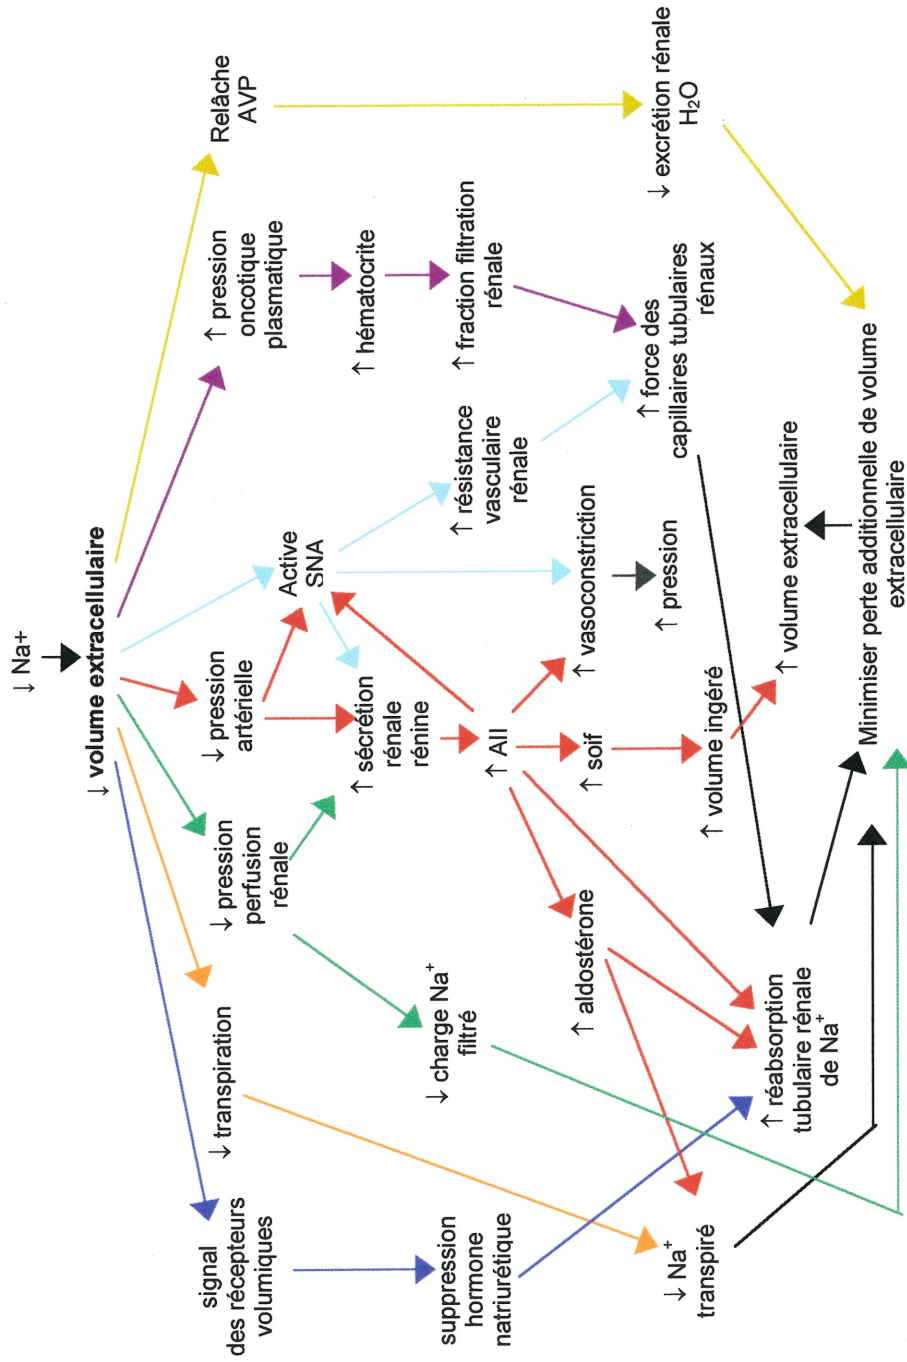 ↓ Na+
↓ volume extracellulaire
signal
des récepteurs
volumiques
↓ transpiration
↓ pression
perfusion
rénale
↓ pression
artérielle
Active
SNA
↑ pression
oncotique
plasmatique
Relâche
AVP
↑ sécrétion
rénale
rénine
↑ hématocrite
suppression
hormone
natriurétique
↓ charge Na⁺
filtré
↑ AII
↑ résistance
vasculaire
rénale
↑ fraction filtration
rénale
↑ aldostérone
↑ soif
↑ vasoconstriction
↑ pression
↑ force des
capillaires tubulaires
rénaux
↓ excrétion rénale
H₂O
↓ Na⁺
transpiré
↑ réabsorption
tubulaire rénale
de Na⁺
↑ volume ingéré
↑ volume extracellulaire
Minimiser perte additionnelle de volume
extracellulaire